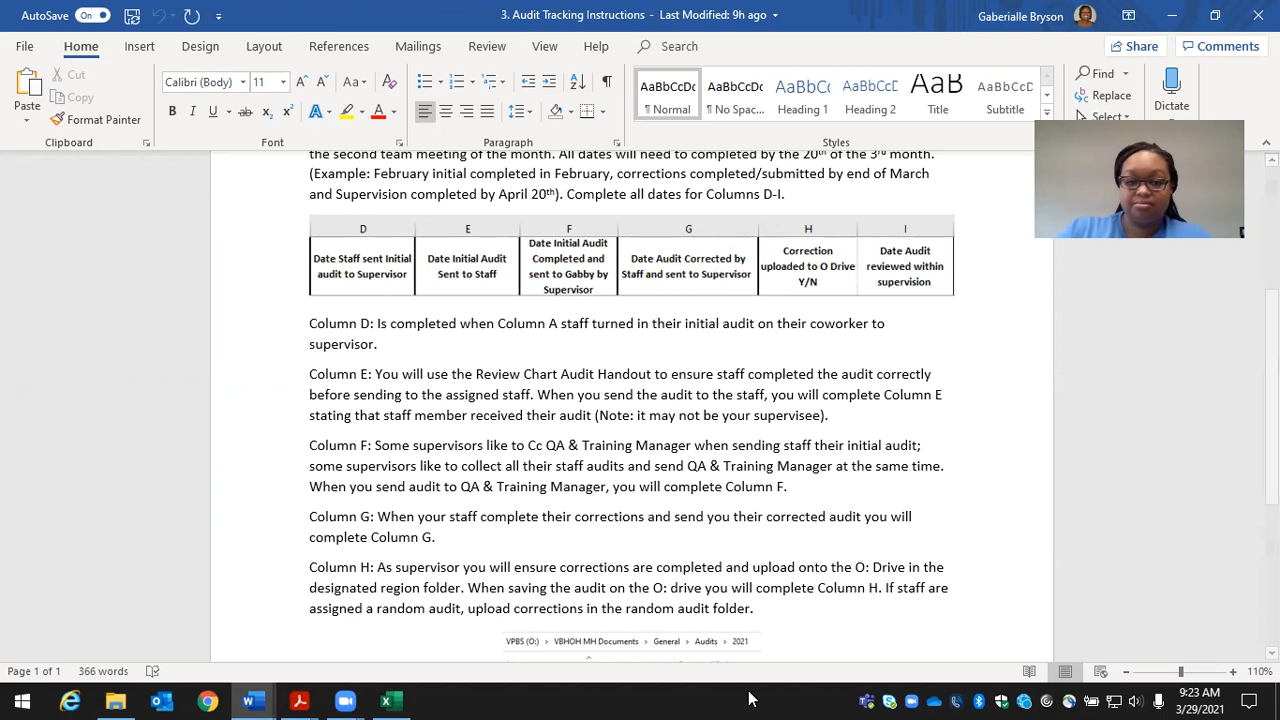 AutoSave On 3. Audit Tracking Instructions - Last Modified: 9h ago Gaberialle Bryson
File Home Insert Design Layout References Mailings Review View Help Search Share Comments
Paste Cut Copy Format Painter
Calibri (Body) 11
AaBbCcDc AaBbCcDc AaBbCc AaBbCcD AaB AaBbCcD
¶ Normal ¶ No Spac... Heading 1 Heading 2 Title Subtitle
Find Replace Select Dictate
Clipboard Font Paragraph Styles
the second team meeting of the month. All dates will need to completed by the 20th of the 3rd month.
(Example: February initial completed in February, corrections completed/submitted by end of March
and Supervision completed by April 20th). Complete all dates for Columns D-I.
D E F G H I
Date Staff sent Initial audit to Supervisor
Date Initial Audit Sent to Staff
Date Initial Audit Completed and sent to Gabby by Supervisor
Date Audit Corrected by Staff and sent to Supervisor
Correction uploaded to O Drive Y/N
Date Audit reviewed within supervision
Column D: Is completed when Column A staff turned in their initial audit on their coworker to
supervisor.
Column E: You will use the Review Chart Audit Handout to ensure staff completed the audit correctly
before sending to the assigned staff. When you send the audit to the staff, you will complete Column E
stating that staff member received their audit (Note: it may not be your supervisee).
Column F: Some supervisors like to Cc QA & Training Manager when sending staff their initial audit;
some supervisors like to collect all their staff audits and send QA & Training Manager at the same time.
When you send audit to QA & Training Manager, you will complete Column F.
Column G: When your staff complete their corrections and send you their corrected audit you will
complete Column G.
Column H: As supervisor you will ensure corrections are completed and upload onto the O: Drive in the
designated region folder. When saving the audit on the O: drive you will complete Column H. If staff are
assigned a random audit, upload corrections in the random audit folder.
VPBS (O:) › VBHOH MH Documents › General › Audits › 2021
Page 1 of 1 366 words 110%
9:23 AM
3/29/2021